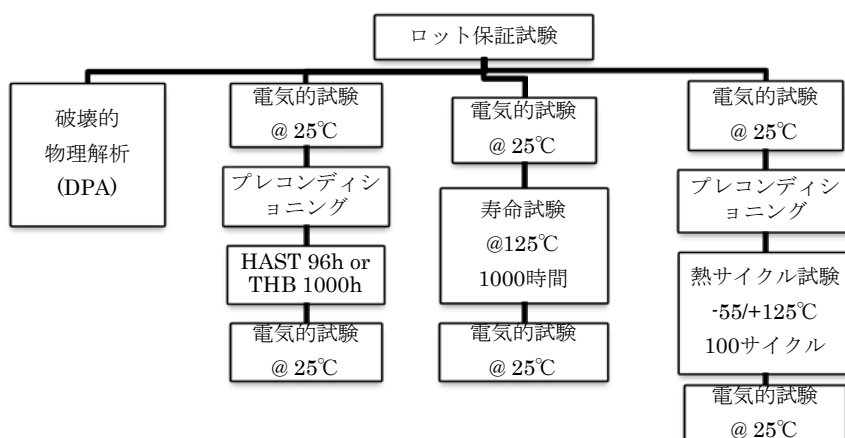 ロット保証試験
破壊的
物理解析
(DPA)
電気的試験
@ 25℃
プレコンディショ
ョニング
HAST 96h or
THB 1000h
電気的試験
@ 25℃
電気的試験
@ 25℃
寿命試験
@125℃
1000時間
電気的試験
@ 25℃
電気的試験
@ 25℃
プレコンディシ
ョニング
熱サイクル試験
-55/+125℃
100サイクル
電気的試験
@ 25℃